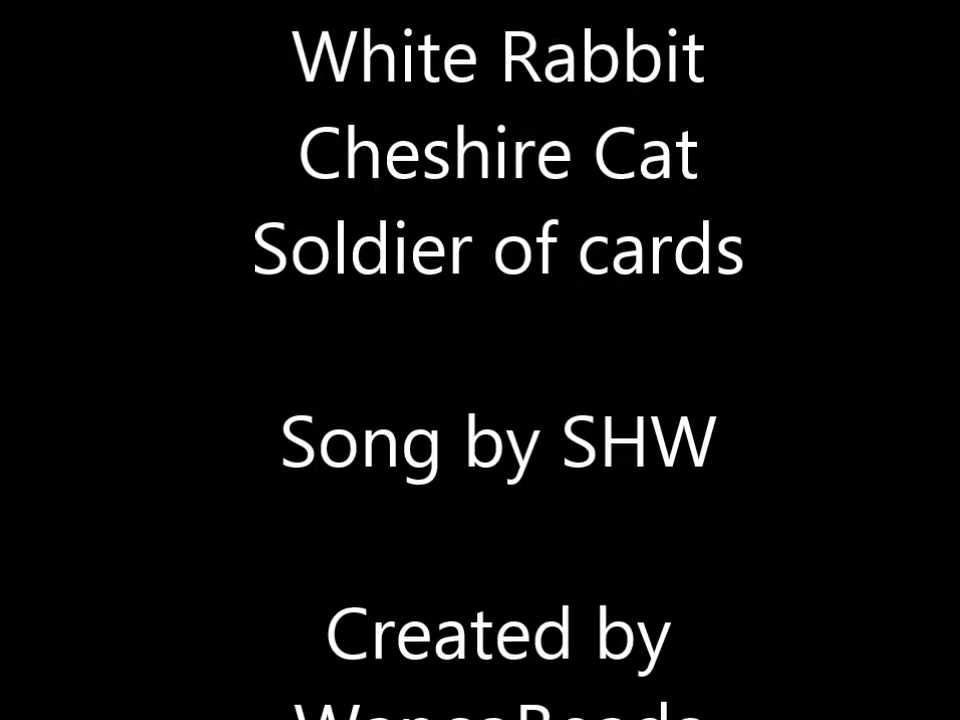 White Rabbit
Cheshire Cat
Soldier of cards
Song by SHW
Created by